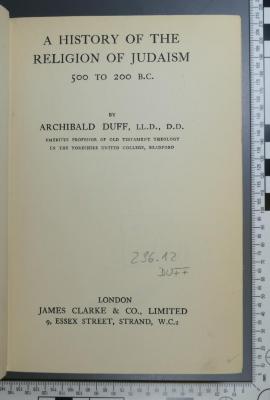 A HISTORY OF THE
RELIGION OF JUDAISM
500 TO 200 B.C.
BY
ARCHIBALD DUFF, LL.D., D.D.
EMERITUS PROFESSOR OF OLD TESTAMENT THEOLOGY
IN THE YORKSHIRE UNITED COLLEGE, BRADFORD
296.12
DUFF
LONDON
JAMES CLARKE & CO., LIMITED
9, ESSEX STREET, STRAND, W.C.2